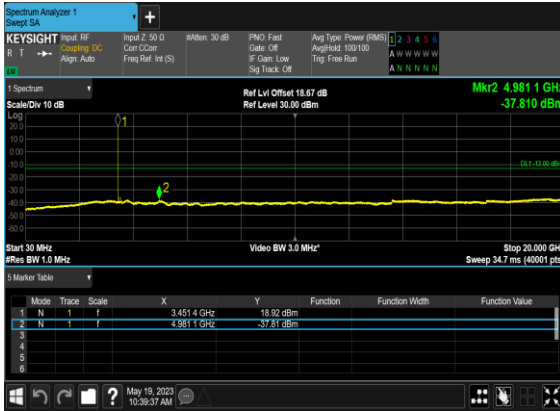 Spectrum Analyzer 1
Swept SA
+
KEYSIGHT Input: RF Input Z: 50 Ω #Atten: 30 dB PNO: Fast Avg Type: Power (RMS) 1 2 3 4 5 6
R T Coupling: DC Corr CCorr Gate: Off Avg|Hold: 100/100 A W W W W W
Align: Auto Freq Ref: Int (S) IF Gain: Low Trig: Free Run
Sig Track: Off A N N N N N
1 Spectrum Ref Lvl Offset 18.67 dB Mkr2 4.981 1 GHz
Scale/Div 10 dB Ref Level 30.00 dBm -37.810 dBm
Log
20.0 1
10.0
0.00
-10.0 DL1 -13.00 dBm
-20.0
-30.0 2
-40.0
-50.0
-60.0
Start 30 MHz Video BW 3.0 MHz* Stop 20.000 GHz
#Res BW 1.0 MHz Sweep 34.7 ms (40001 pts)
5 Marker Table
Mode Trace Scale X Y Function Function Width Function Value
1 N 1 f 3.451 4 GHz 18.92 dBm
2 N 1 f 4.981 1 GHz -37.81 dBm
3
4
5
6
? May 19, 2023
10:39:37 AM